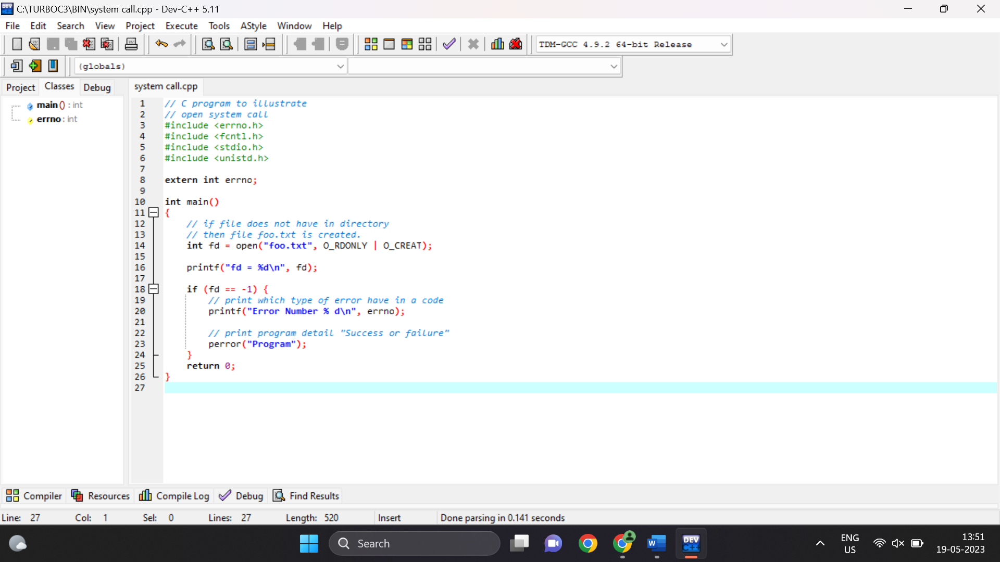 C:\TURBOC3\BIN\system call.cpp - Dev-C++ 5.11
File Edit Search View Project Execute Tools AStyle Window Help
TDM-GCC 4.9.2 64-bit Release
(globals)
Project Classes Debug
main () : int
errno : int
system call.cpp
1 // C program to illustrate
2 // open system call
3 #include <errno.h>
4 #include <fcntl.h>
5 #include <stdio.h>
6 #include <unistd.h>
7
8 extern int errno;
9
10 int main()
11 {
12 // if file does not have in directory
13 // then file foo.txt is created.
14 int fd = open("foo.txt", O_RDONLY | O_CREAT);
15
16 printf("fd = %d\n", fd);
17
18 if (fd == -1) {
19 // print which type of error have in a code
20 printf("Error Number % d\n", errno);
21
22 // print program detail "Success or failure"
23 perror("Program");
24 }
25 return 0;
26 }
27
Compiler Resources Compile Log Debug Find Results
Line: 27 Col: 1 Sel: 0 Lines: 27 Length: 520 Insert Done parsing in 0.141 seconds
Search
W
DEV
C++
ENG
US
13:51
19-05-2023